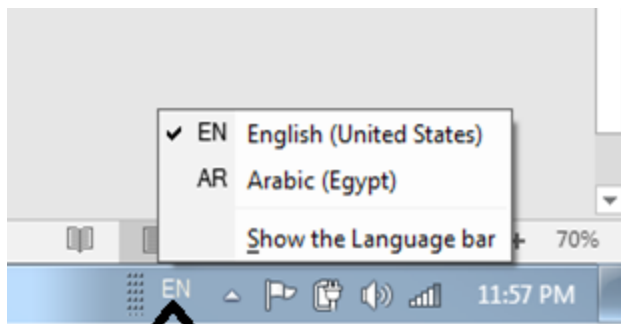 EN English (United States)
AR Arabic (Egypt)
Show the Language bar
70%
EN
11:57 PM